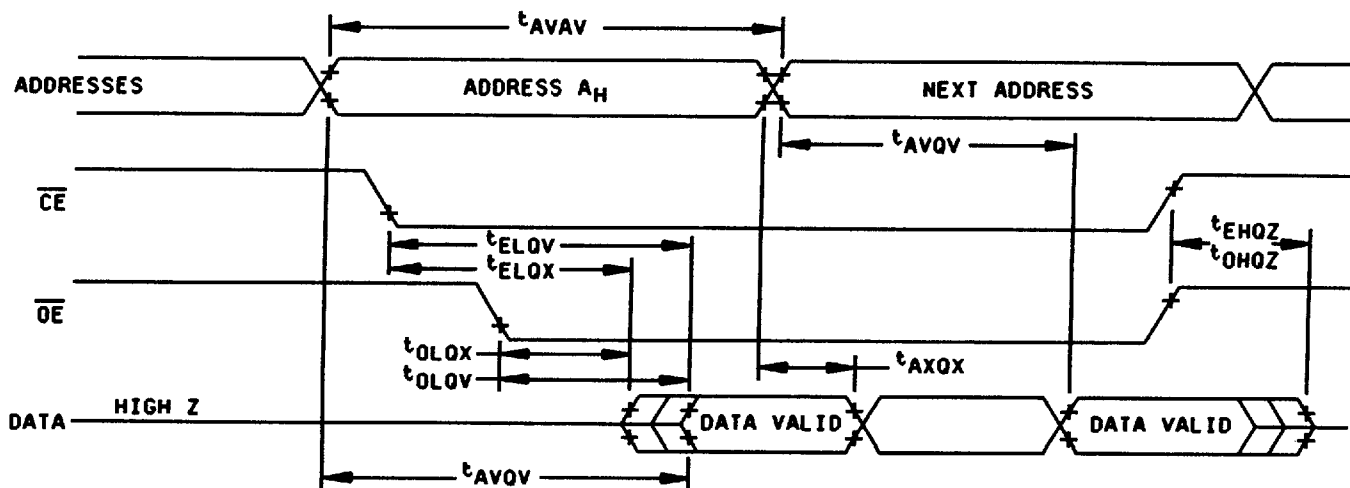 tAVAV
ADDRESSES
ADDRESS AH
NEXT ADDRESS
tAVQV
CE
tELQV
tEHQZ
tELQX
tOHQZ
OE
tOLQX
tAXQX
tOLQV
HIGH Z
DATA
DATA VALID
DATA VALID
tAVQV